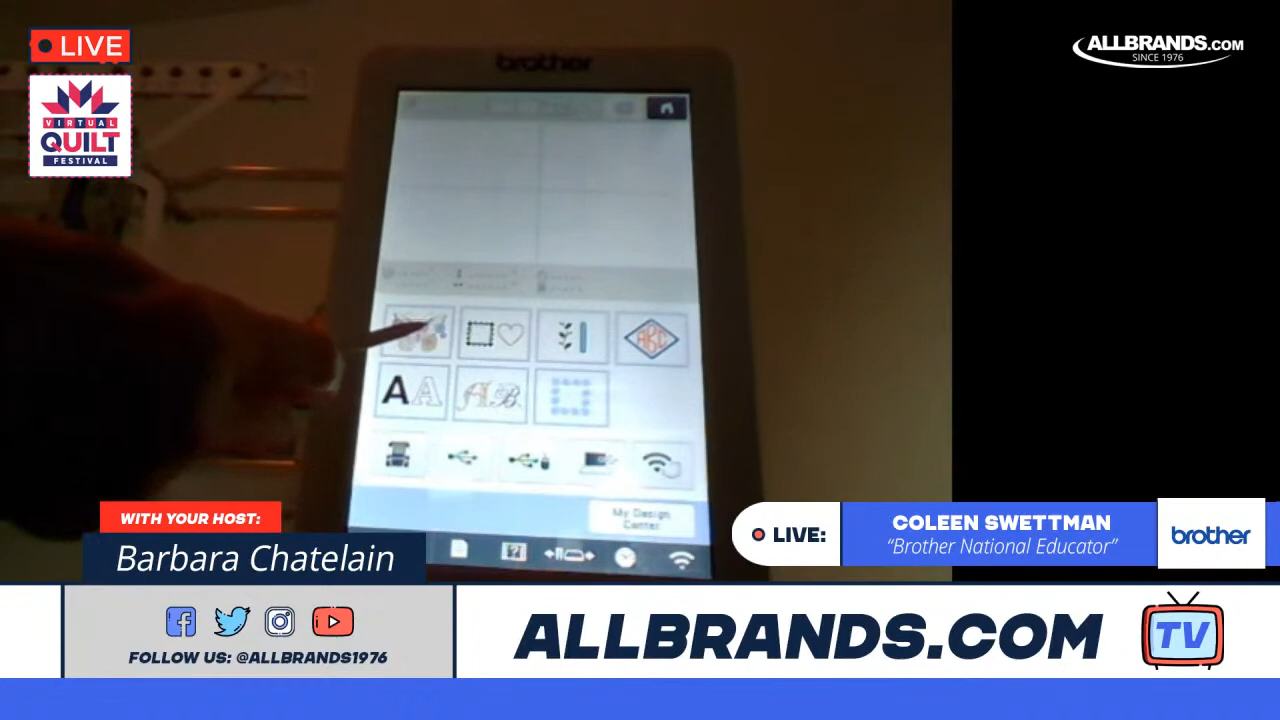 LIVE
VIRTUAL
QUILT
FESTIVAL
ALLBRANDS.COM
SINCE 1976
brother
ABC
A A
A B
My Design
Center
WITH YOUR HOST:
Barbara Chatelain
LIVE:
COLEEN SWETTMAN
“Brother National Educator”
brother
FOLLOW US: @ALLBRANDS1976
ALLBRANDS.COM
TV